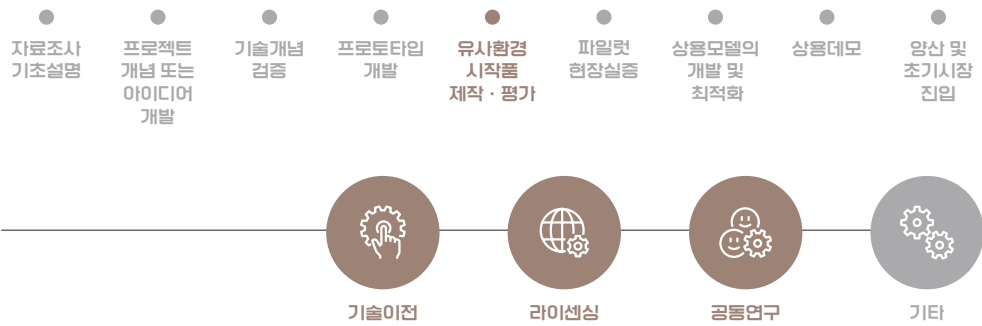 자료조사
기초설명
프로젝트
개념 또는
아이디어
개발
기술개념
검증
프로토타입
개발
유사환경
시작품
제작 · 평가
파일럿
현장실증
상용모델의
개발 및
최적화
상용데모
양산 및
초기시장
진입
기술이전
라이센싱
공동연구
기타